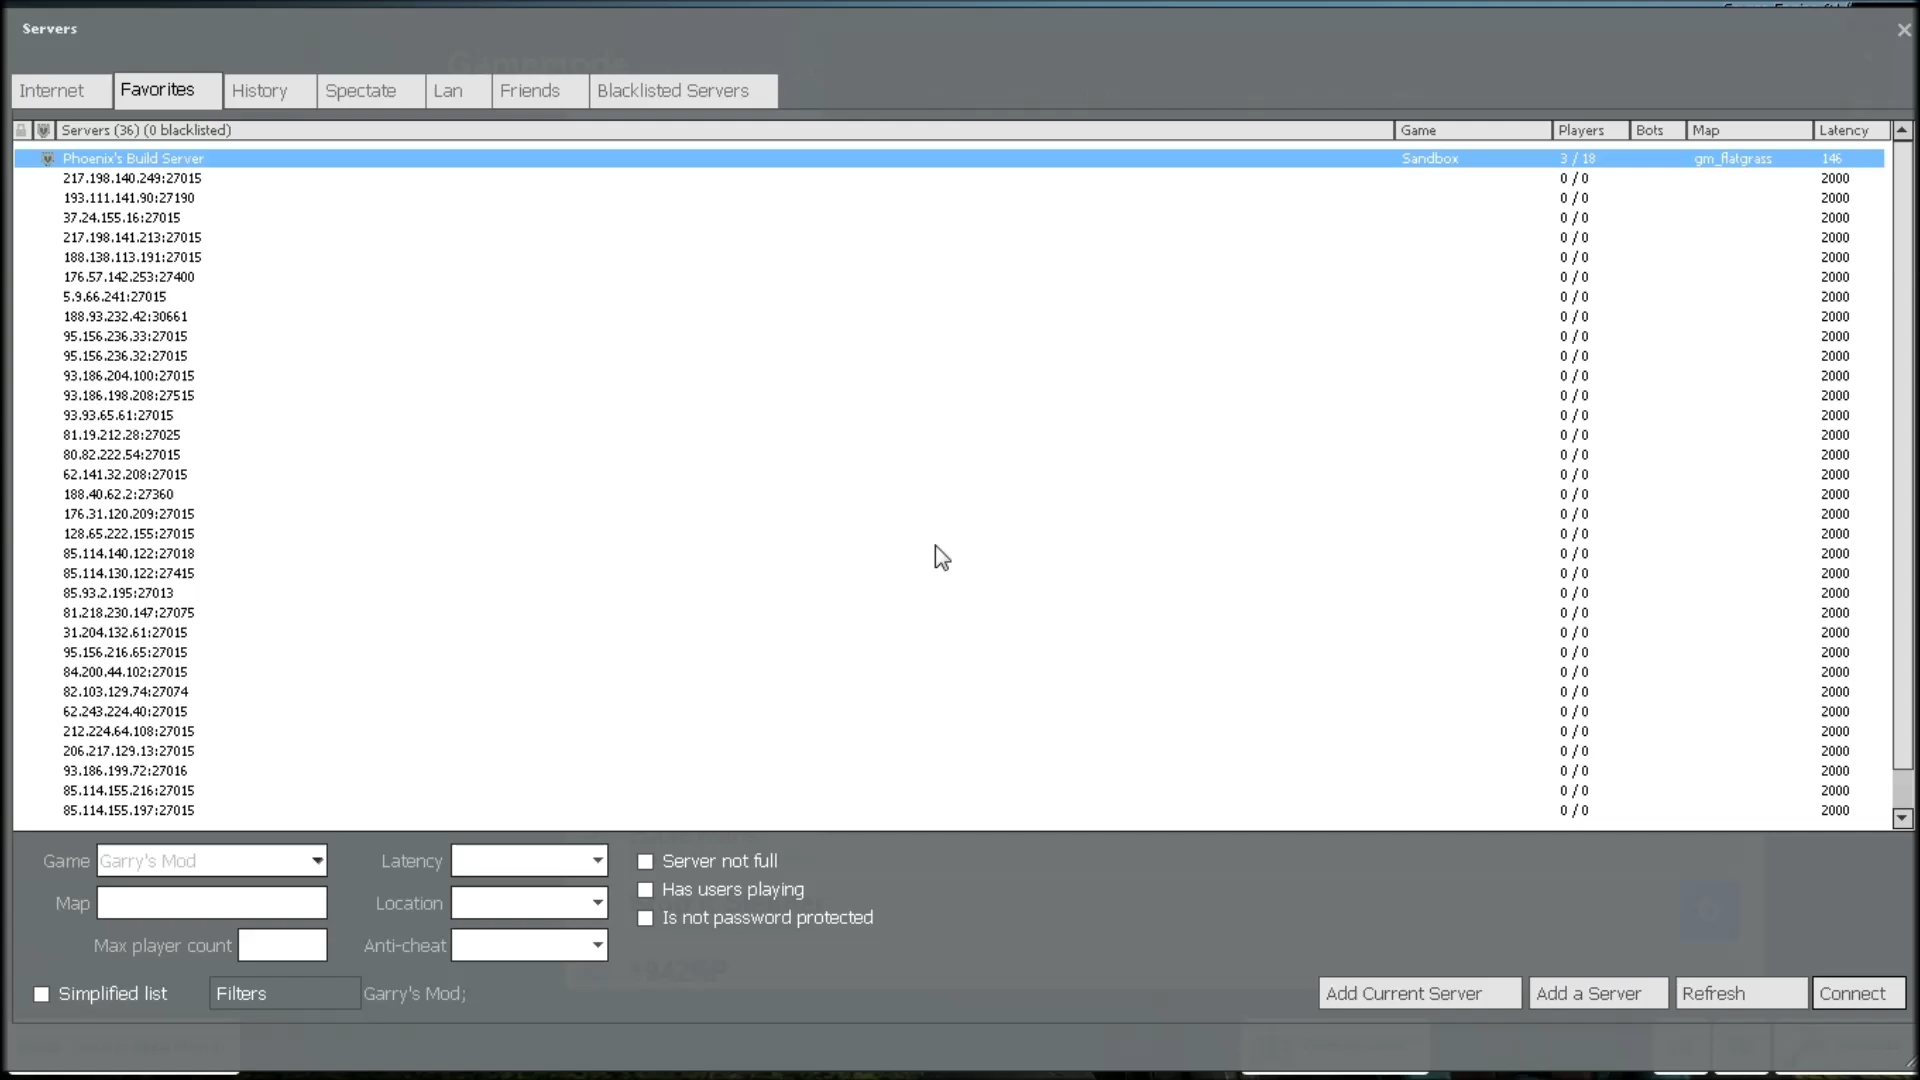 Servers
Internet Favorites History Spectate Lan Friends Blacklisted Servers
Servers (36) (0 blacklisted) Game Players Bots Map Latency
Phoenix's Build Server Sandbox 3 / 18 gm_flatgrass 146
217.198.140.249:27015 0 / 0 2000
193.111.141.90:27190 0 / 0 2000
37.24.155.16:27015 0 / 0 2000
217.198.141.213:27015 0 / 0 2000
188.138.113.191:27015 0 / 0 2000
176.57.142.253:27400 0 / 0 2000
5.9.66.241:27015 0 / 0 2000
188.93.232.42:30661 0 / 0 2000
95.156.236.33:27015 0 / 0 2000
95.156.236.32:27015 0 / 0 2000
93.186.204.100:27015 0 / 0 2000
93.186.198.208:27515 0 / 0 2000
93.93.65.61:27015 0 / 0 2000
81.19.212.28:27025 0 / 0 2000
80.82.222.54:27015 0 / 0 2000
62.141.32.208:27015 0 / 0 2000
188.40.62.2:27360 0 / 0 2000
176.31.120.209:27015 0 / 0 2000
128.65.222.155:27015 0 / 0 2000
85.114.140.122:27018 0 / 0 2000
85.114.130.122:27415 0 / 0 2000
85.93.2.195:27013 0 / 0 2000
81.218.230.147:27075 0 / 0 2000
31.204.132.61:27015 0 / 0 2000
95.156.216.65:27015 0 / 0 2000
84.200.44.102:27015 0 / 0 2000
82.103.129.74:27074 0 / 0 2000
62.243.224.40:27015 0 / 0 2000
212.224.64.108:27015 0 / 0 2000
206.217.129.13:27015 0 / 0 2000
93.186.199.72:27016 0 / 0 2000
85.114.155.216:27015 0 / 0 2000
85.114.155.197:27015 0 / 0 2000
Game Garry's Mod Latency Server not full
Has users playing
Map Location
Is not password protected
Max player count Anti-cheat
Simplified list Filters Garry's Mod; Add Current Server Add a Server Refresh Connect